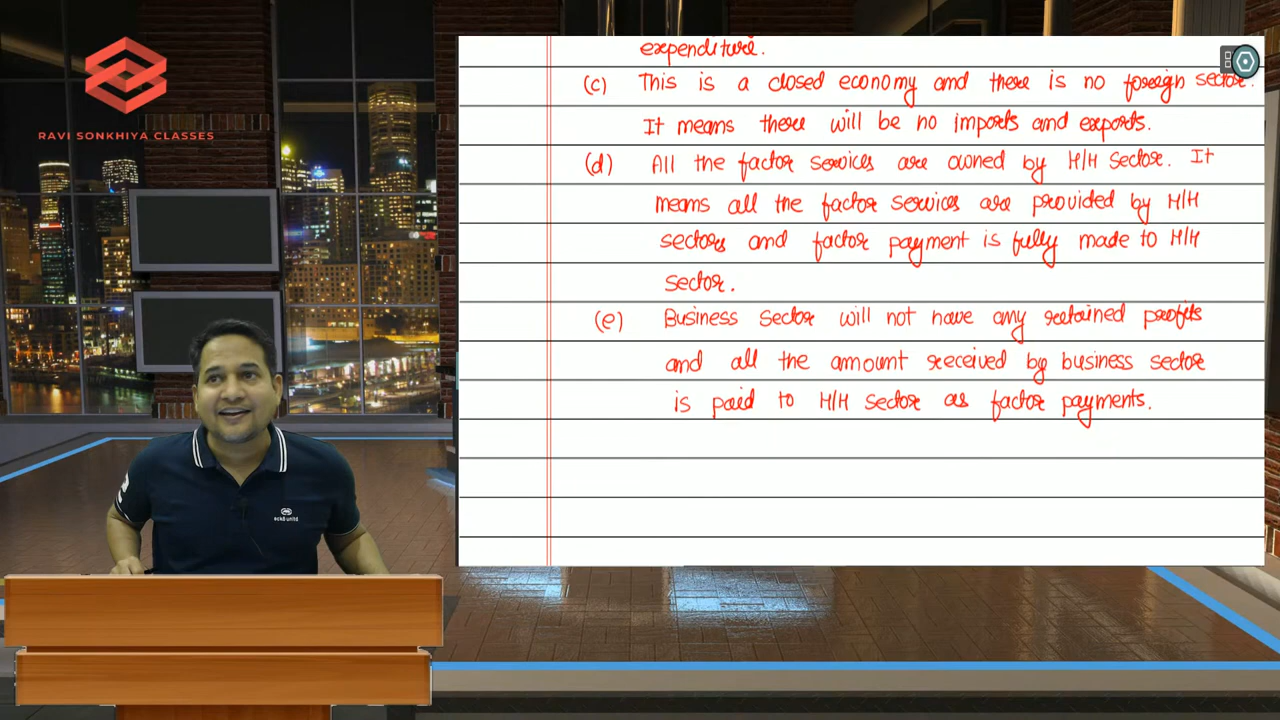 RAVI SONKHIYA CLASSES
expenditure.
(c) This is a closed economy and there is no foreign sector.
It means there will be no imports and exports.
(d) All the factor services are owned by H/H sector. It
means all the factor services are provided by H/H
sectors and factor payment is fully made to H/H
sector.
(e) Business sector will not have any retained profits
and all the amount received by business sector
is paid to H/H sector as factor payments.